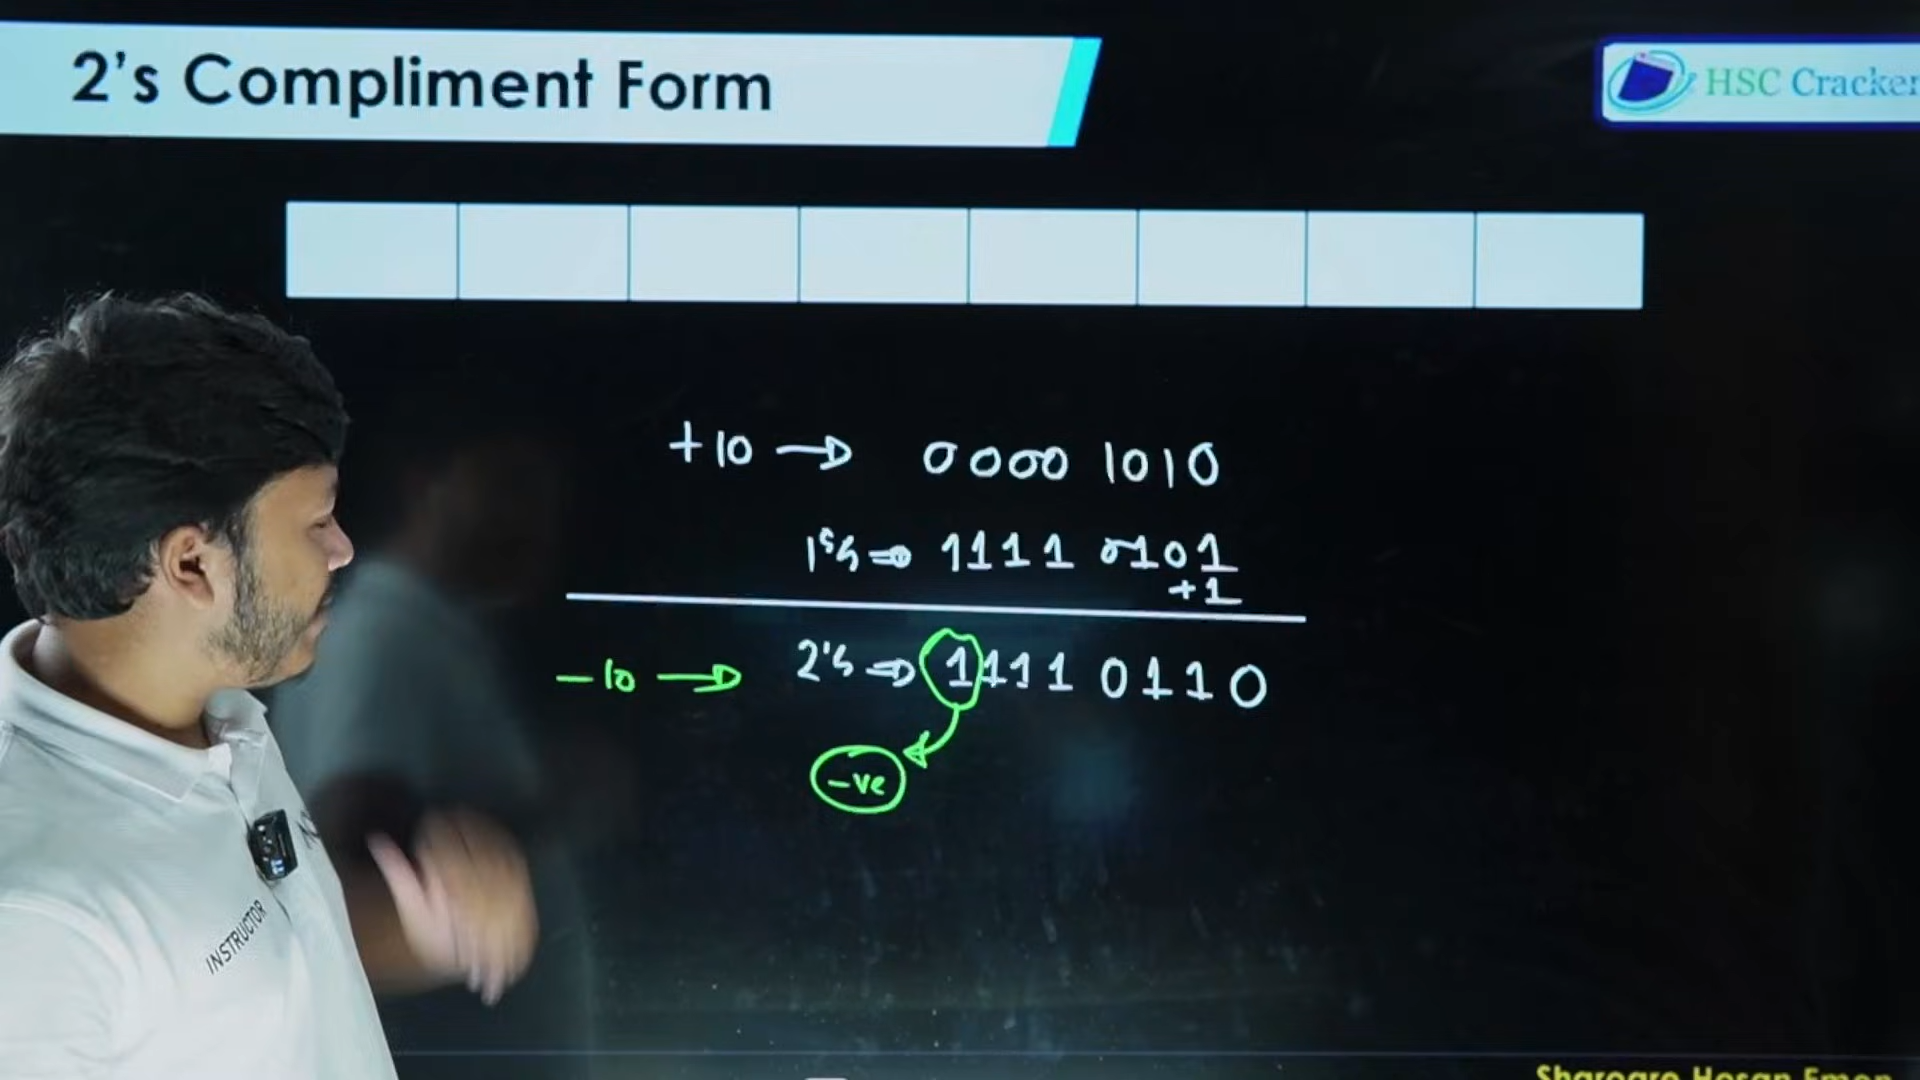 2's Compliment Form
HSC Cracker
+10 → 0000 1010
1's ⇒ 1111 0101
+1
-10 → 2's ⇒ 1111 0110
-ve
INSTRUCTOR